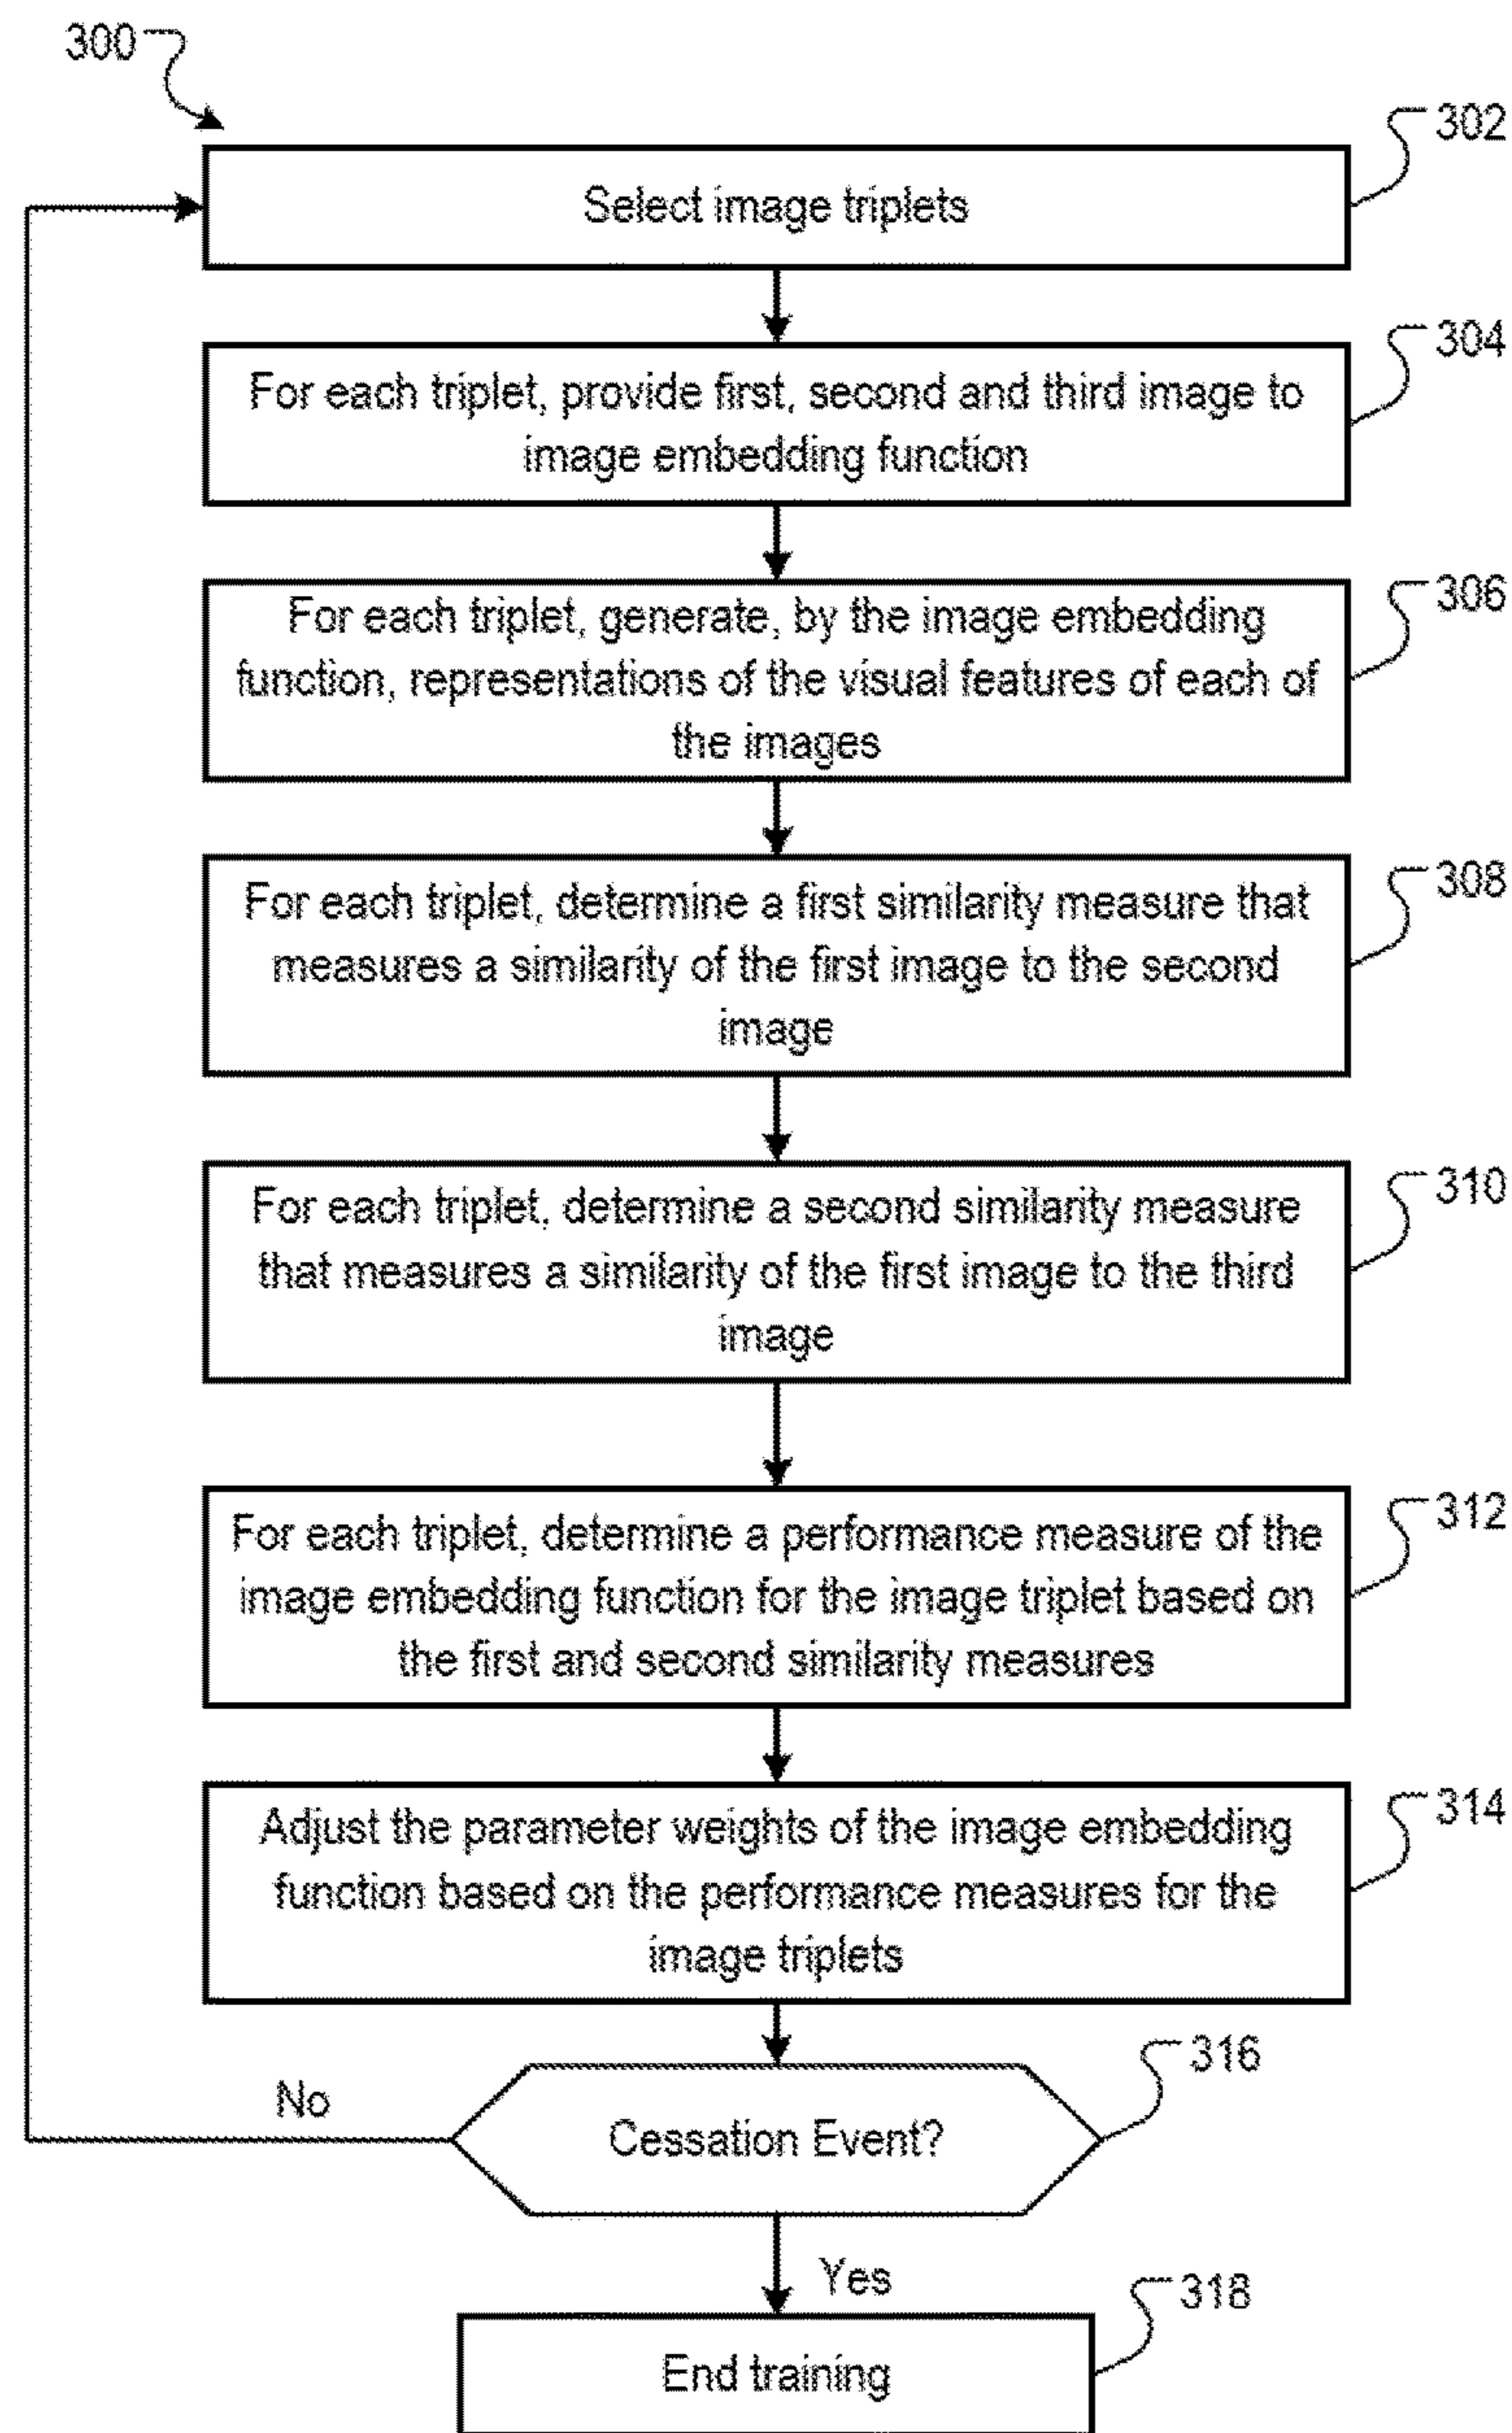 300
302
Select image triplets
304
For each triplet, provide first, second and third image to
image embedding function
306
For each triplet, generate, by the image embedding
function, representations of the visual features of each of
the images
308
For each triplet, determine a first similarity measure that
measures a similarity of the first image to the second
image
310
For each triplet, determine a second similarity measure
that measures a similarity of the first image to the third
image
312
For each triplet, determine a performance measure of the
image embedding function for the image triplet based on
the first and second similarity measures
314
Adjust the parameter weights of the image embedding
function based on the performance measures for the
image triplets
316
No
Cessation Event?
Yes
318
End training